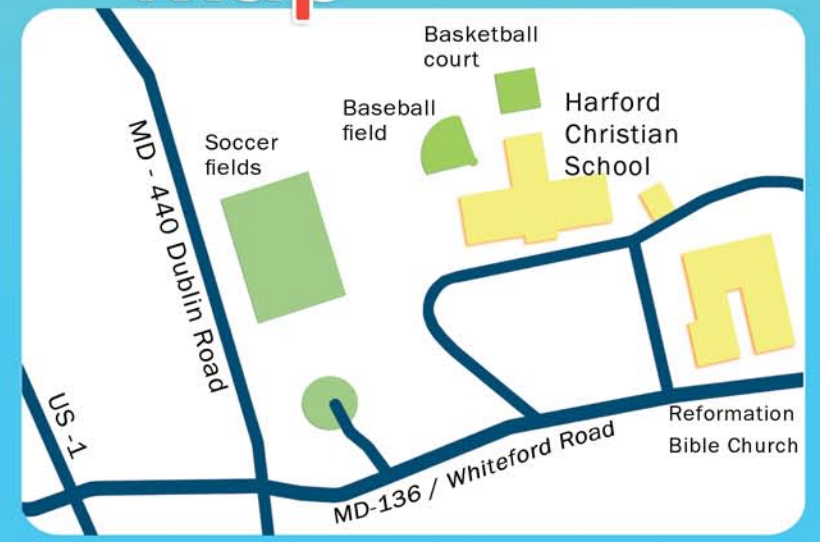 Basketball
court
Harford
Christian
School
Baseball
field
Soccer
fields
MD - 440 Dublin Road
US -1
MD-136 / Whiteford Road
Reformation
Bible Church